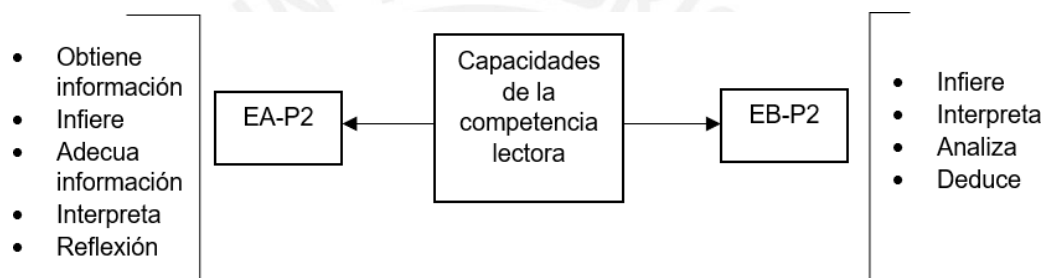 • Obtiene
información
• Infiere
• Adecua
información
• Interpreta
• Reflexión
EA-P2
Capacidades
de la
competencia
lectora
EB-P2
• Infiere
• Interpreta
• Analiza
• Deduce